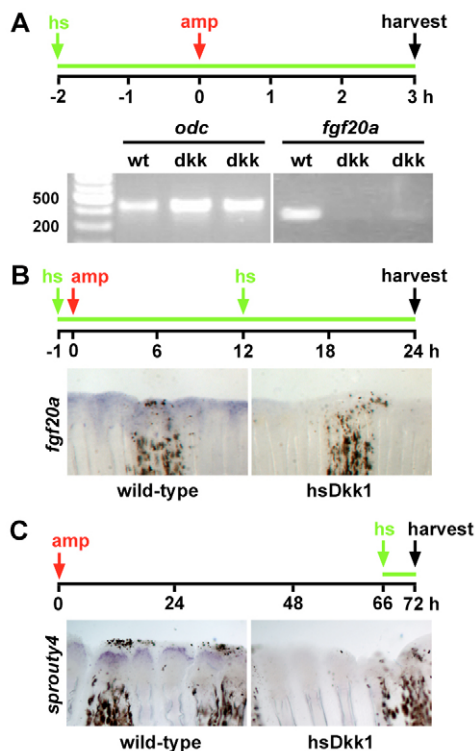 A
hs amp harvest
-2 -1 0 1 2 3 h
odc fgf20a
wt dkk dkk wt dkk dkk
500
200
B
hs amp hs harvest
-1 0 6 12 18 24 h
fgf20a
wild-type hsDkk1
C
amp hs harvest
0 24 48 66 72 h
sprouty4
wild-type hsDkk1